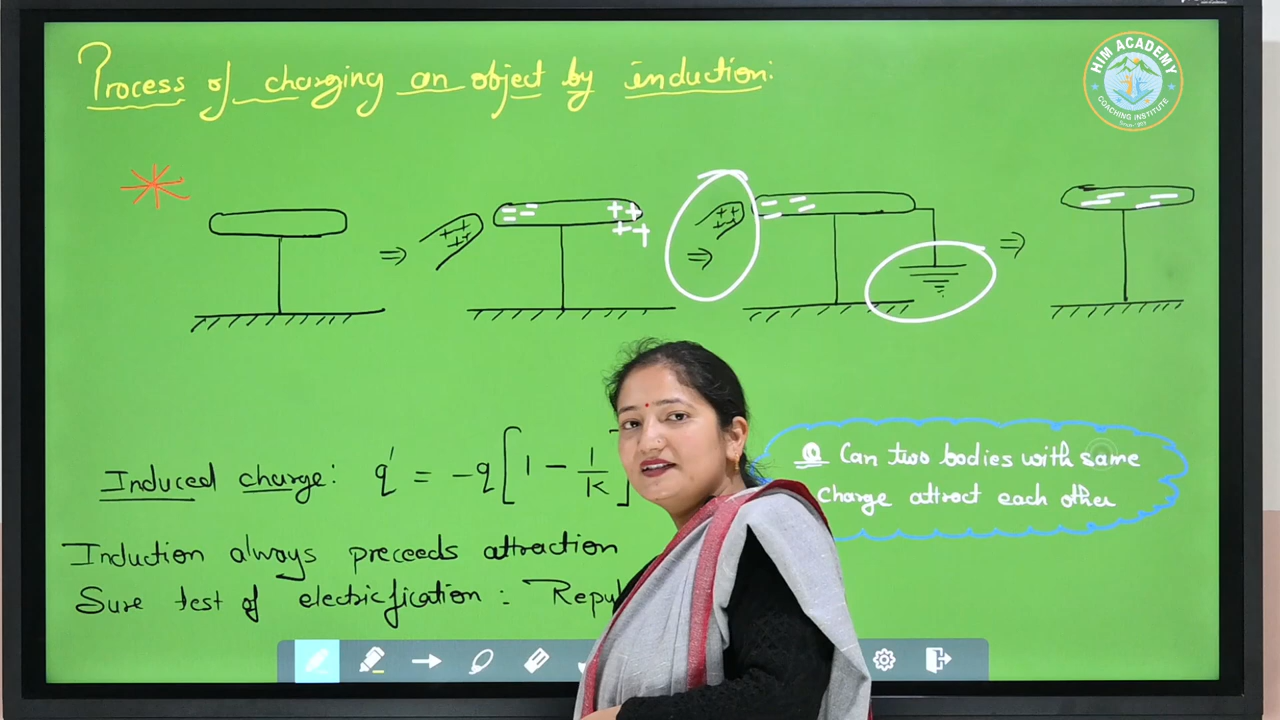 Process of charging an object by induction:
HIM ACADEMY
COACHING INSTITUTE
⇒ ++ ++ -- -- ++ ++ ⇒ ++ ++ -- -- ⇒ -- --
Induced charge: q' = -q[1 - 1/K]
Q Can two bodies with same
charge attract each other
Induction always preceeds attraction
Sure test of electrification :